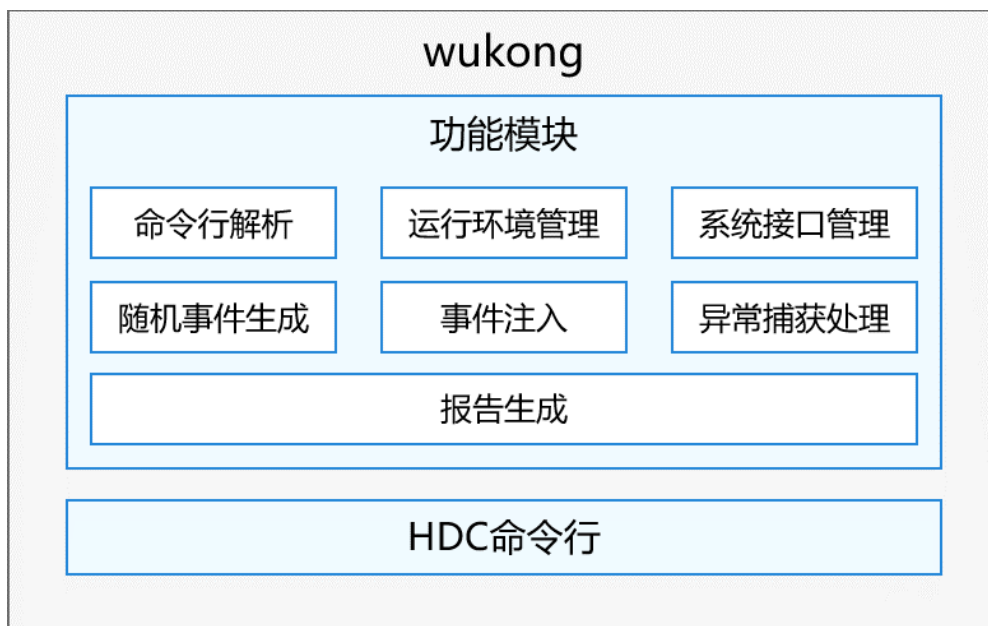 wukong
功能模块
命令行解析
运行环境管理
系统接口管理
随机事件生成
事件注入
异常捕获处理
报告生成
HDC命令行